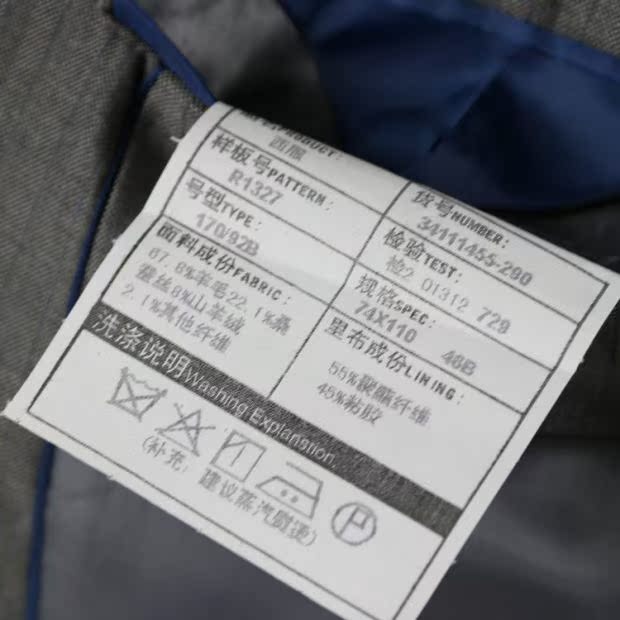 西服
样板号PATTERN:
R1327
货号NUMBER:
34111455-280
号型TYPE:
170/92B
检验TEST:
检2 01312 729
面料成份FABRIC:
67.8%羊毛22.1%桑
蚕丝8%山羊绒
2.1%其他纤维
规格SPEC:
74X110 46B
里布成份LINING:
55%聚酯纤维
45%粘胶
洗涤说明Washing Explanation.
P
(补充: 建议蒸汽熨烫)